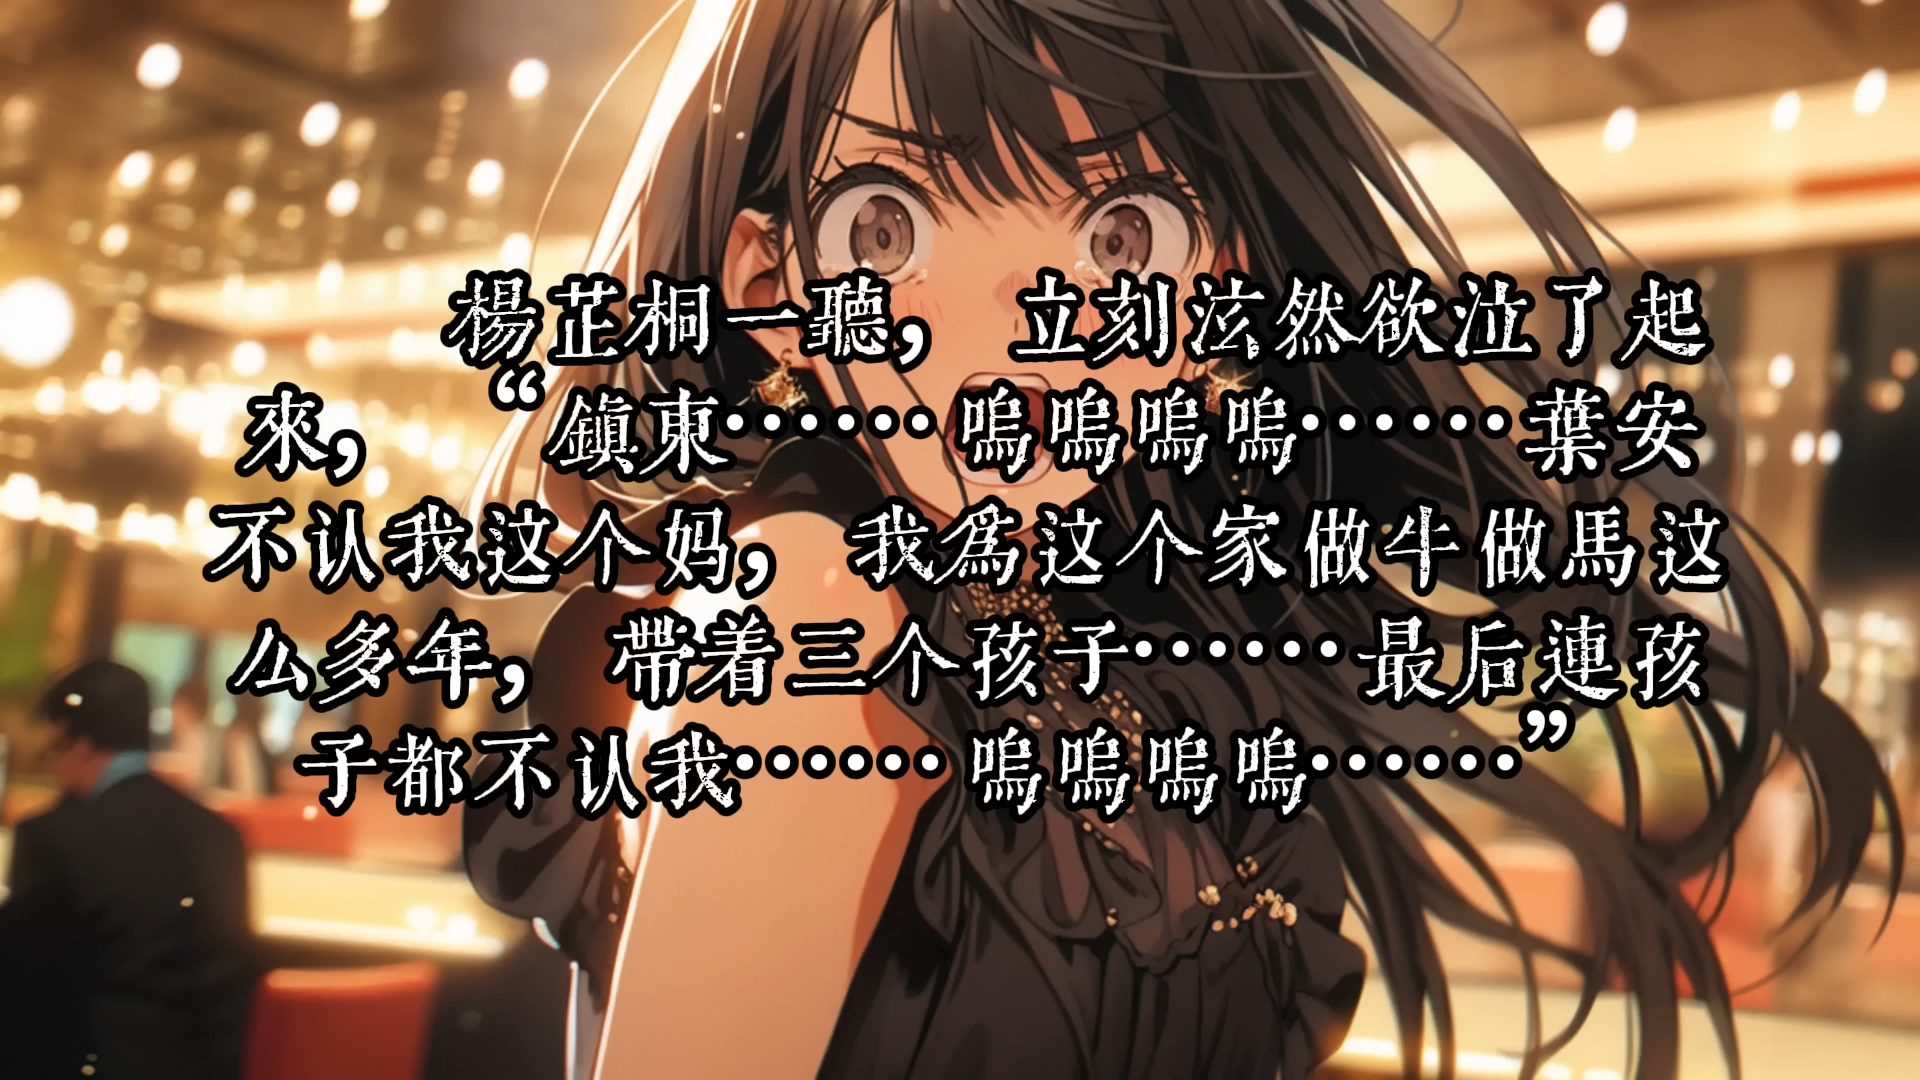 楊芷桐一聽，立刻泫然欲泣了起
來，“鎮東……嗚嗚嗚嗚……葉安
不认我这个妈，我爲这个家做牛做馬这
么多年，帶着三个孩子……最后連孩
子都不认我……嗚嗚嗚嗚……”